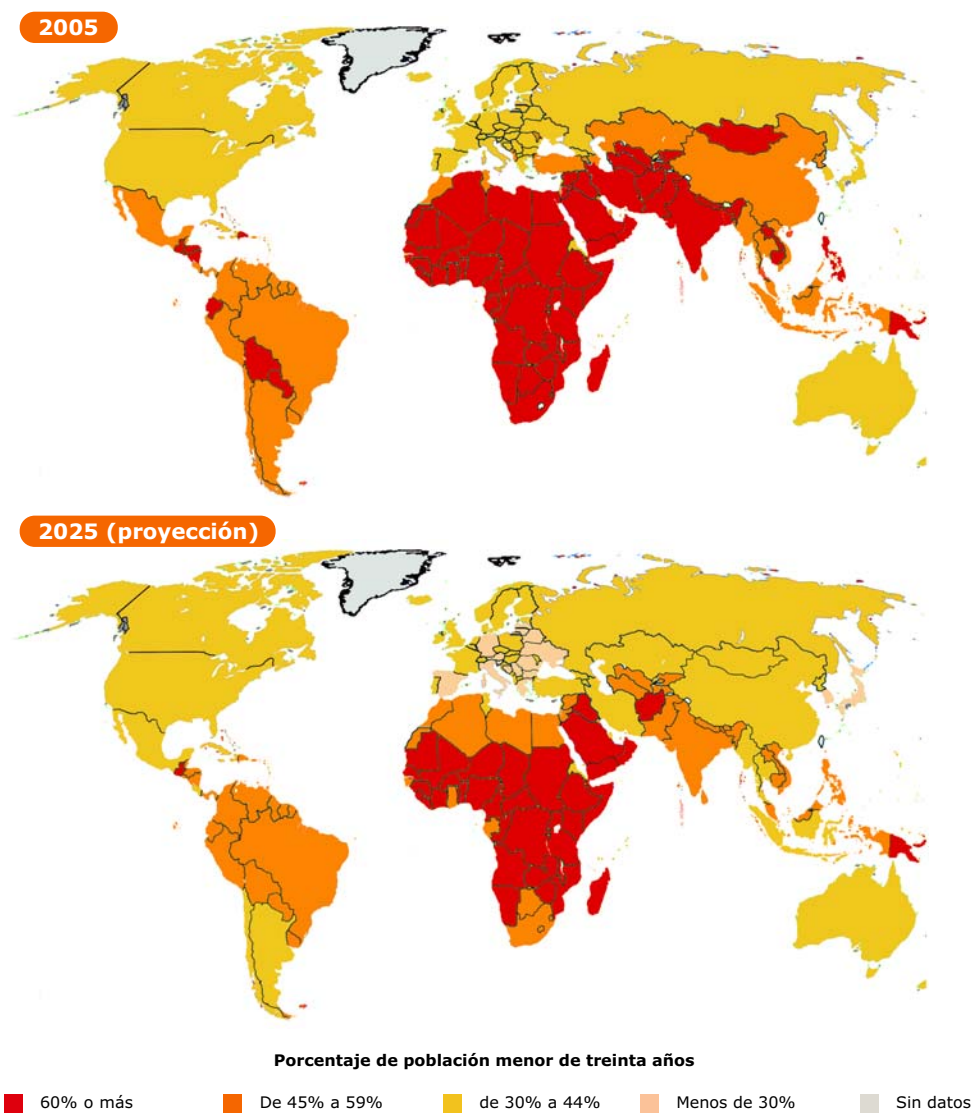 2005
2025 (proyección)
Porcentaje de población menor de treinta años
60% o más
De 45% a 59%
de 30% a 44%
Menos de 30%
Sin datos